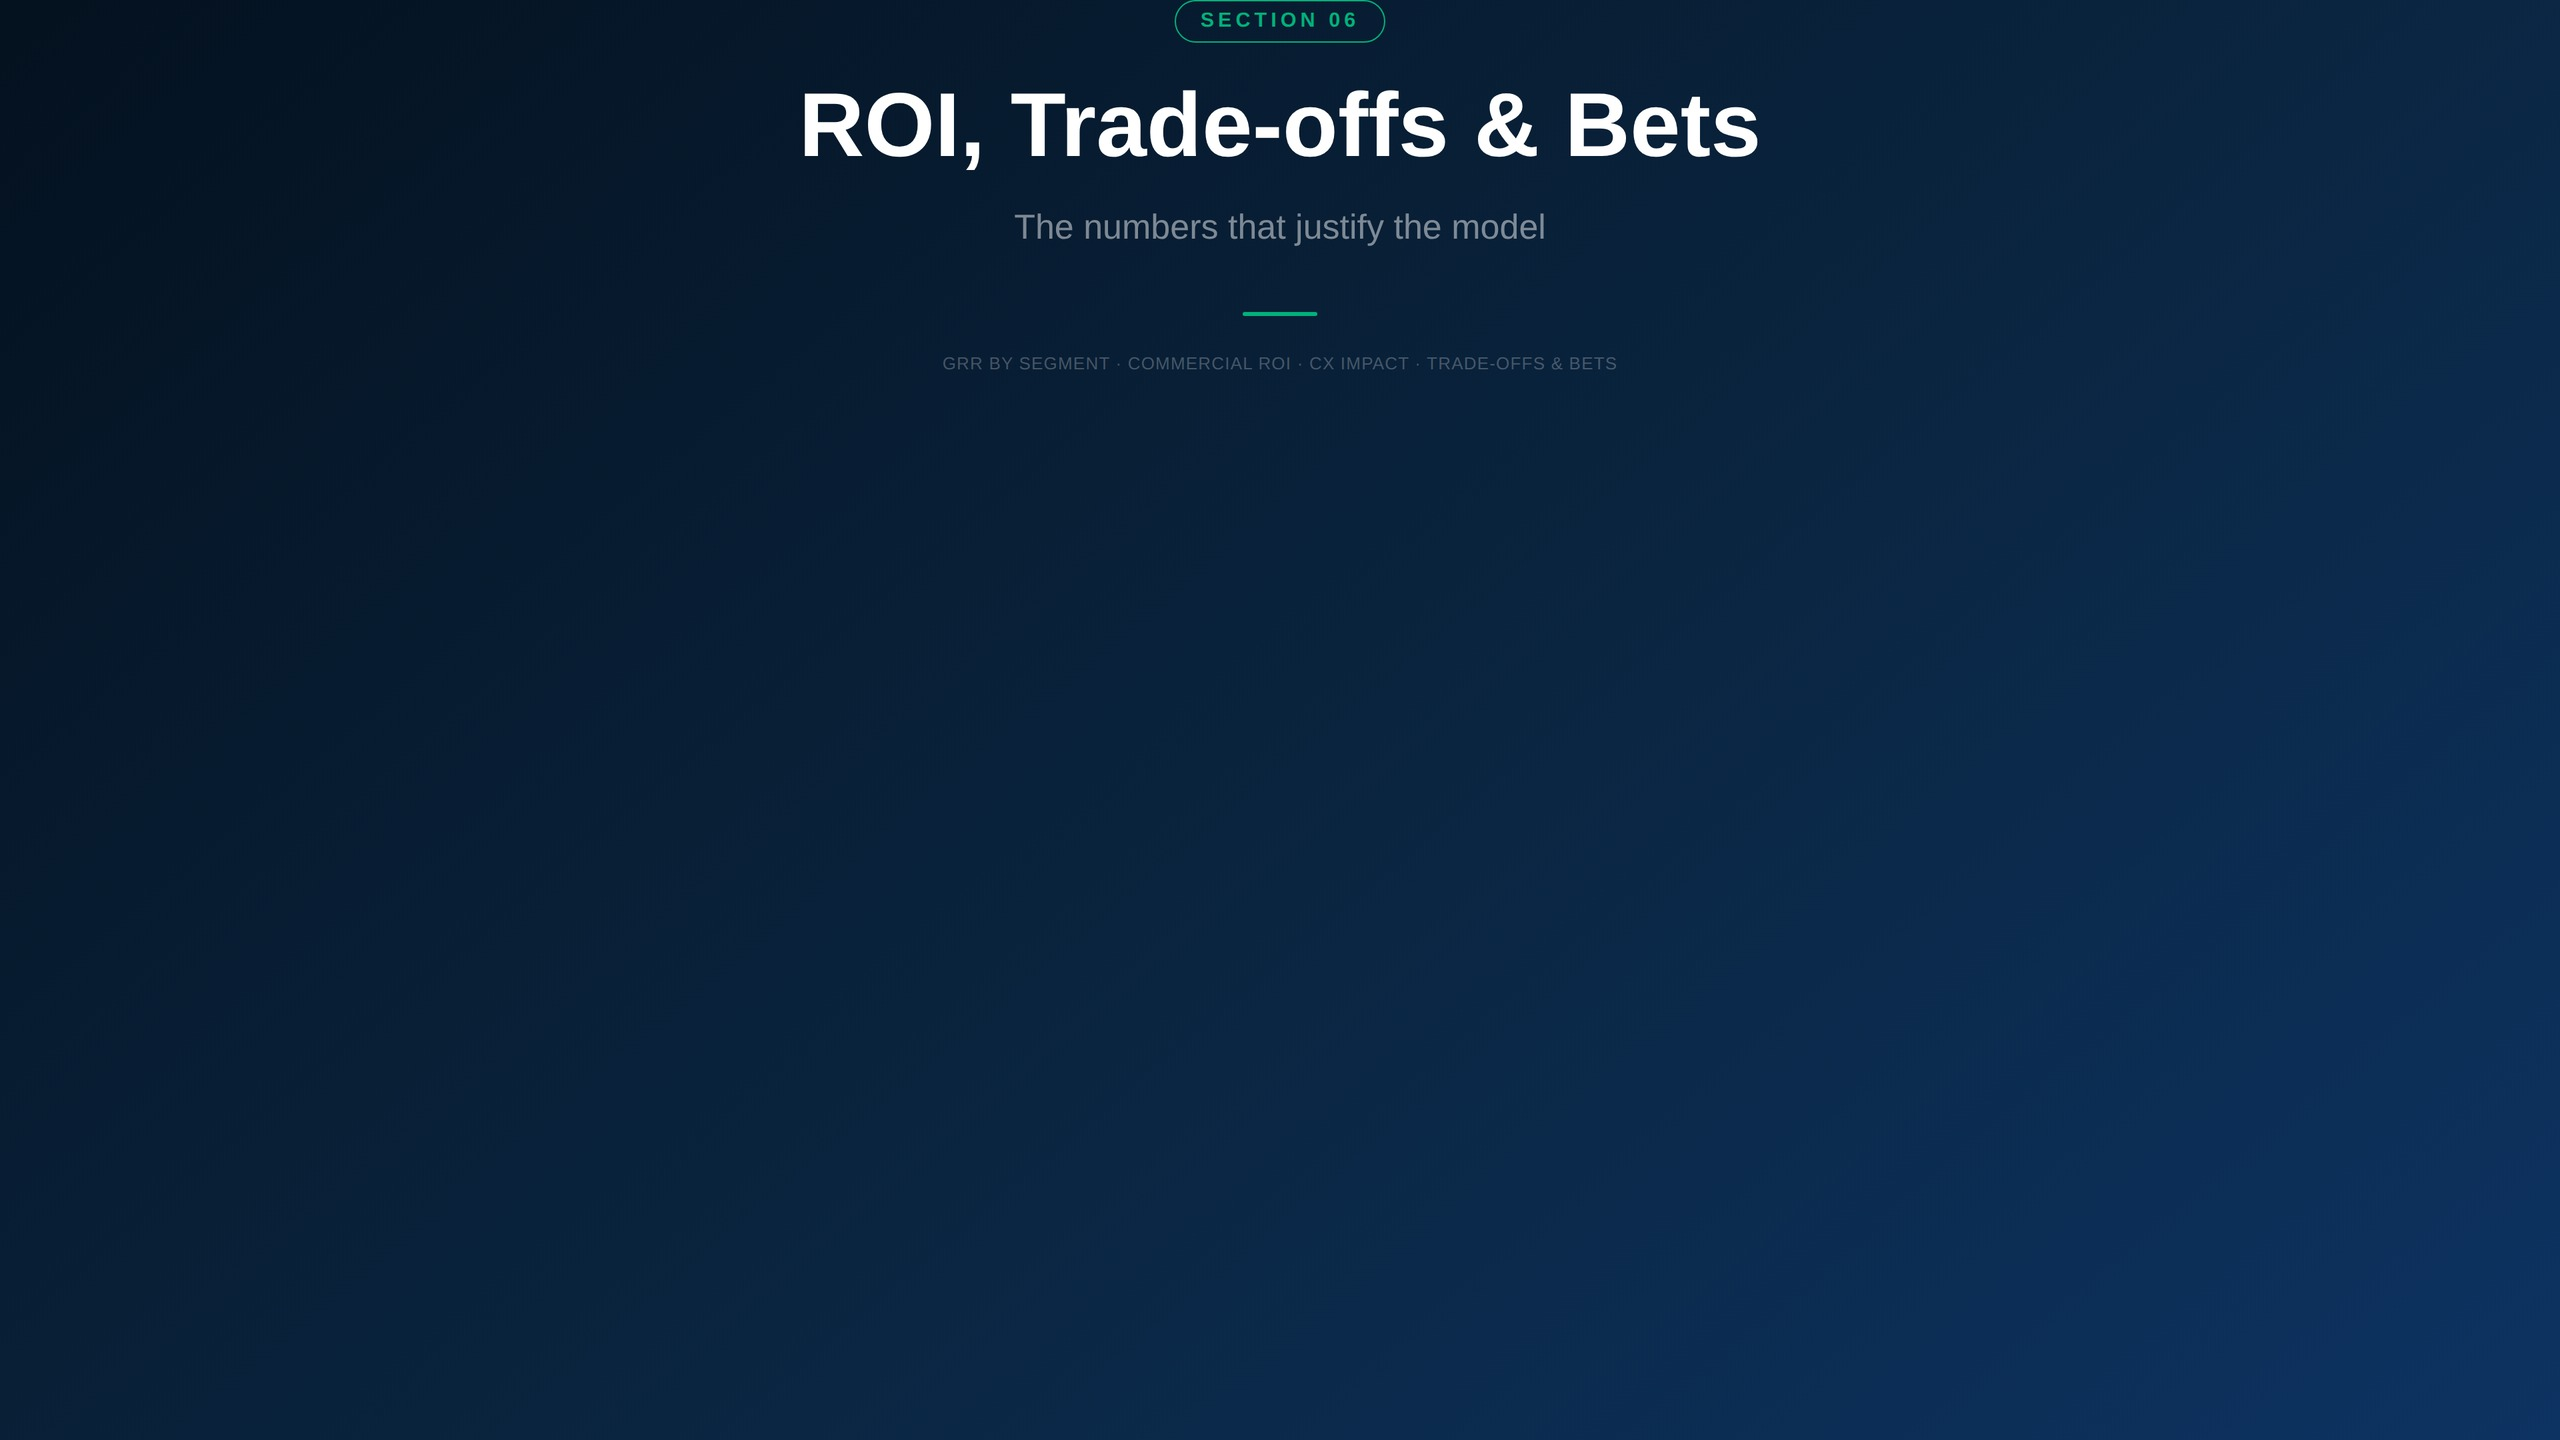 SECTION 06
ROI, Trade-offs & Bets
The numbers that justify the model
GRR BY SEGMENT · COMMERCIAL ROI · CX IMPACT · TRADE-OFFS & BETS